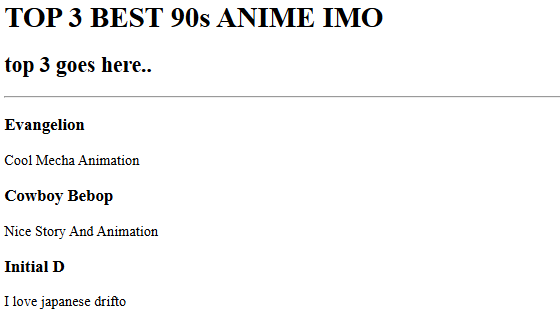 TOP 3 BEST 90s ANIME IMO
top 3 goes here..
Evangelion
Cool Mecha Animation
Cowboy Bebop
Nice Story And Animation
Initial D
I love japanese drifto